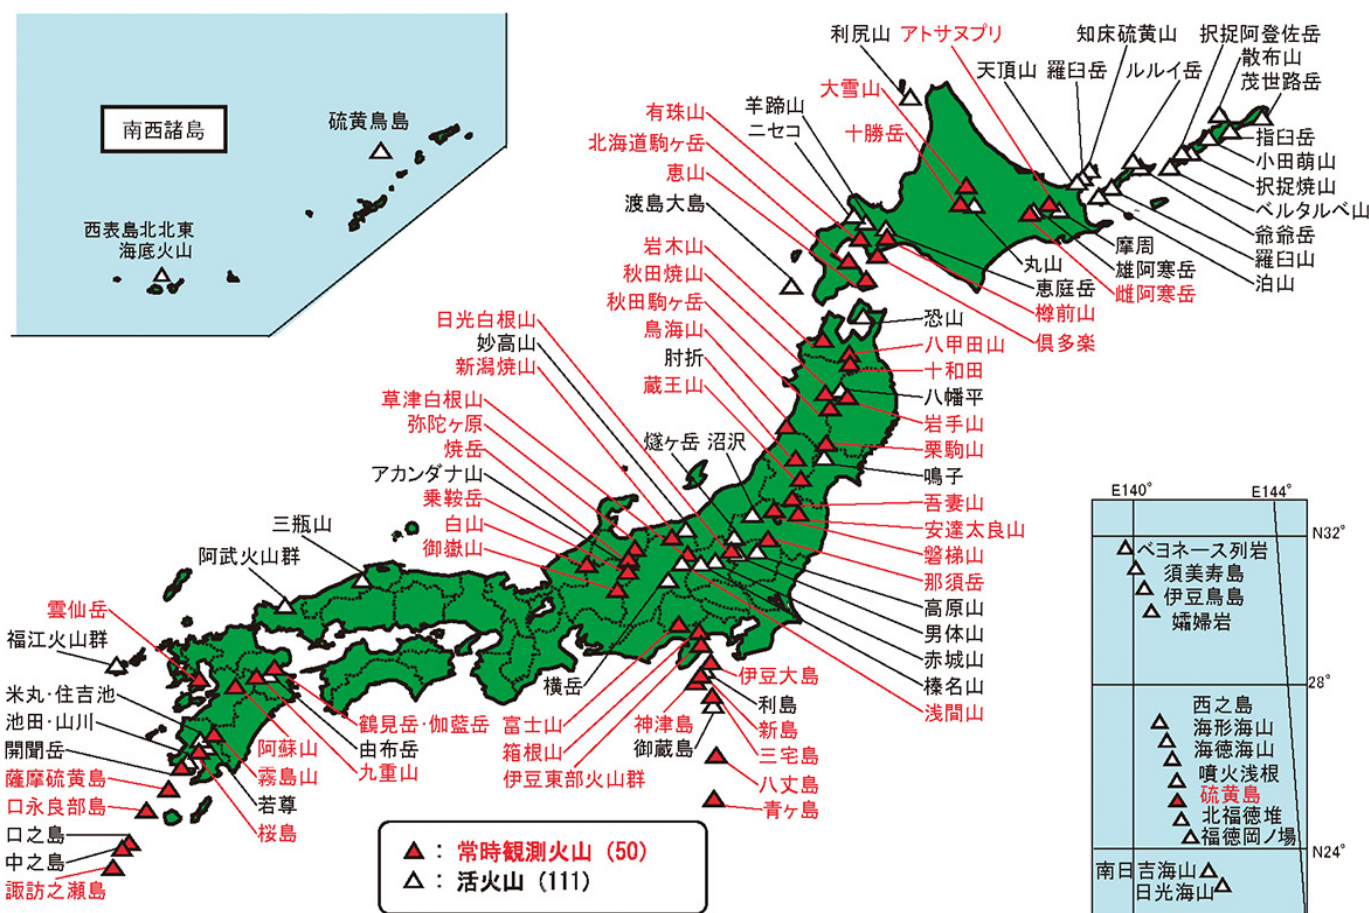 南西諸島
硫黄鳥島
西表島北北東
海底火山
利尻山
アトサヌプリ
知床硫黄山
択捉阿登佐岳
散布山
茂世路岳
天頂山
羅臼岳
ルルイ岳
大雪山
十勝岳
有珠山
羊蹄山
ニセコ
北海道駒ヶ岳
恵山
渡島大島
指臼岳
小田萌山
択捉焼山
ベルタルベ山
爺爺岳
羅臼山
泊山
摩周
雄阿寒岳
雌阿寒岳
丸山
恵庭岳
樽前山
倶多楽
岩木山
秋田焼山
秋田駒ヶ岳
鳥海山
肘折
蔵王山
恐山
八甲田山
十和田
八幡平
岩手山
栗駒山
鳴子
日光白根山
妙高山
新潟焼山
草津白根山
弥陀ヶ原
焼岳
アカンダナ山
乗鞍岳
白山
御嶽山
燧ヶ岳
沼沢
吾妻山
安達太良山
磐梯山
那須岳
高原山
男体山
赤城山
榛名山
浅間山
三瓶山
阿武火山群
雲仙岳
福江火山群
米丸・住吉池
池田・山川
開聞岳
薩摩硫黄島
口永良部島
口之島
中之島
諏訪之瀬島
鶴見岳・伽藍岳
由布岳
九重山
阿蘇山
霧島山
若尊
桜島
横岳
富士山
箱根山
伊豆東部火山群
伊豆大島
利島
新島
神津島
御蔵島
三宅島
八丈島
青ヶ島
：常時観測火山（50）
：活火山（111）
E140°
E144°
N32°
ベヨネース列岩
須美寿島
伊豆鳥島
孀婦岩
28°
西之島
海形海山
海徳海山
噴火浅根
硫黄島
北福徳堆
福徳岡ノ場
N24°
南日吉海山
日光海山